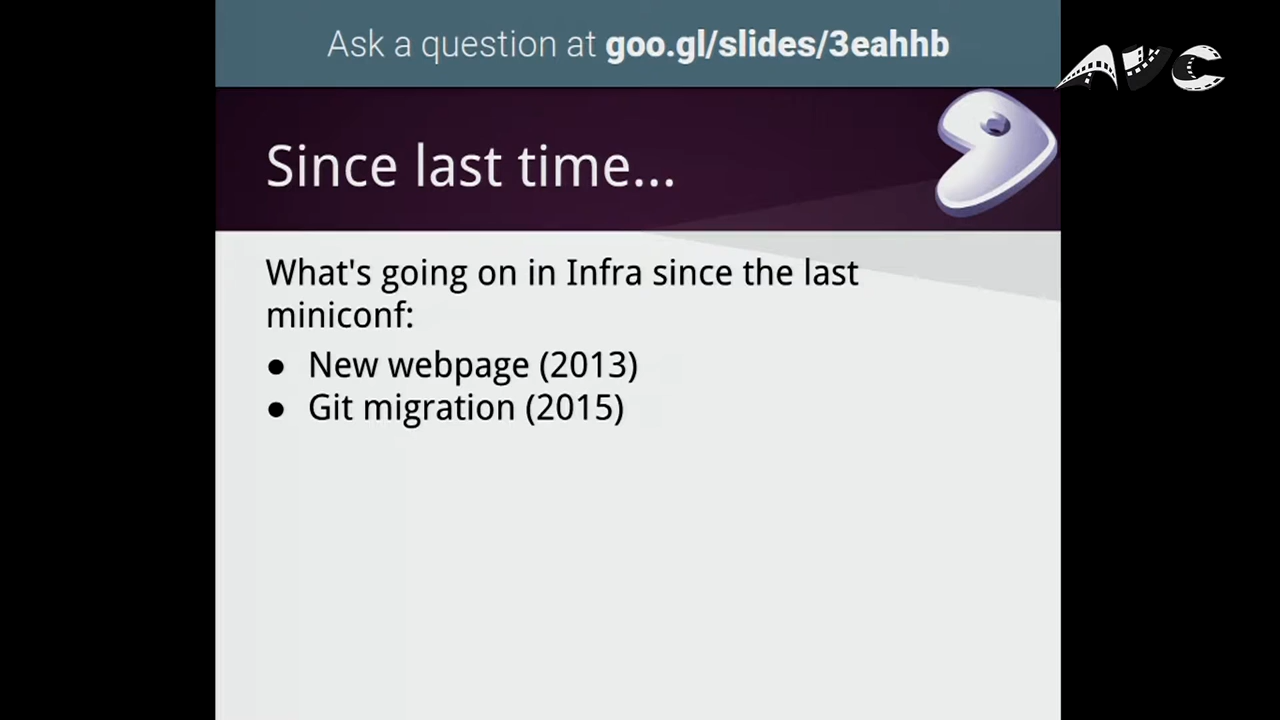 Ask a question at goo.gl/slides/3eahhb
AVC
Since last time...
What's going on in Infra since the last
miniconf:
● New webpage (2013)
● Git migration (2015)